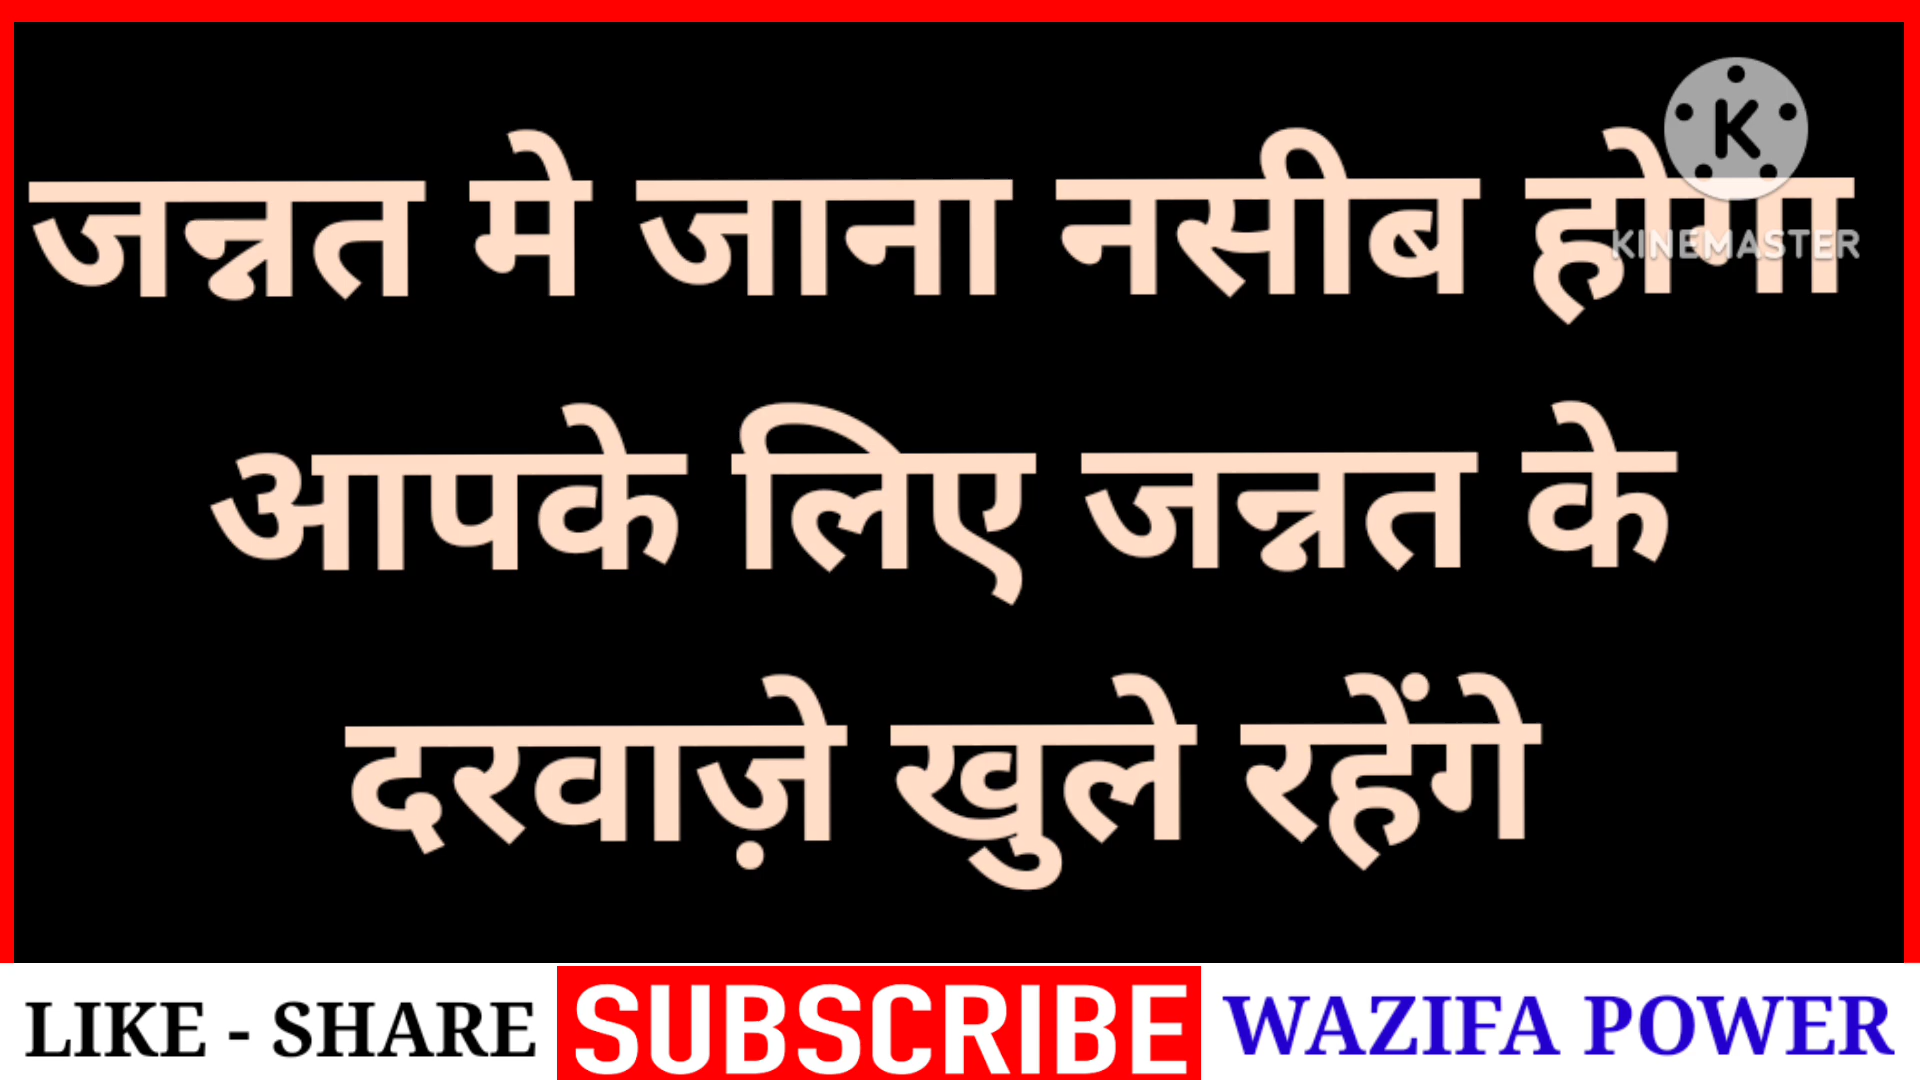 जन्नत मे जाना नसीब होगा
KINEMASTER
आपके लिए जन्नत के
दरवाज़े खुले रहेंगे
LIKE - SHARE SUBSCRIBE WAZIFA POWER